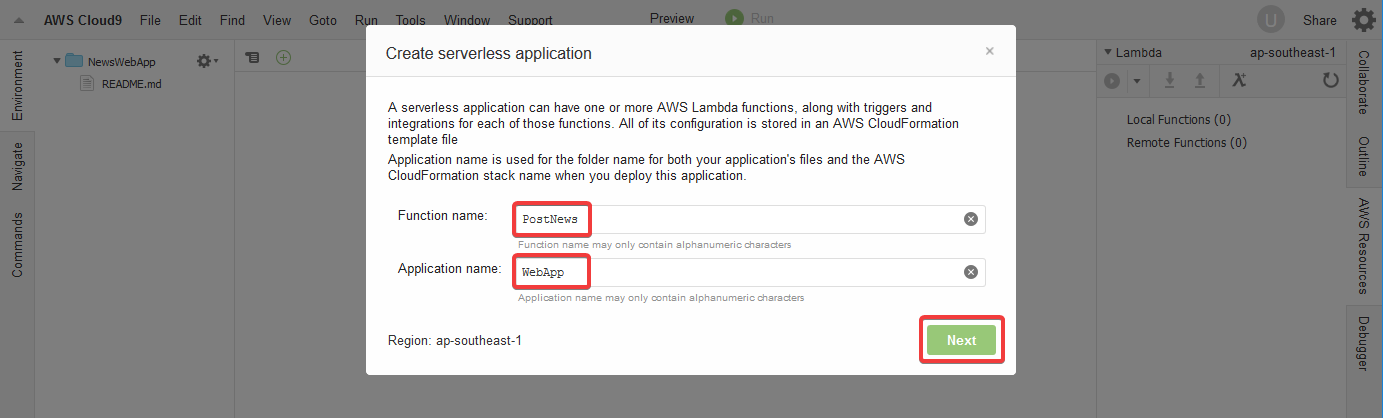 AWS Cloud9 File Edit Find View Goto Run Tools Window Support Preview Run U Share
Environment
Navigate
Commands
NewsWebApp
README.md
Create serverless application
A serverless application can have one or more AWS Lambda functions, along with triggers and
integrations for each of those functions. All of its configuration is stored in an AWS CloudFormation
template file
Application name is used for the folder name for both your application's files and the AWS
CloudFormation stack name when you deploy this application.
Function name: PostNews
Function name may only contain alphanumeric characters
Application name: WebApp
Application name may only contain alphanumeric characters
Region: ap-southeast-1
Next
Lambda ap-southeast-1
Local Functions (0)
Remote Functions (0)
Collaborate
Outline
AWS Resources
Debugger